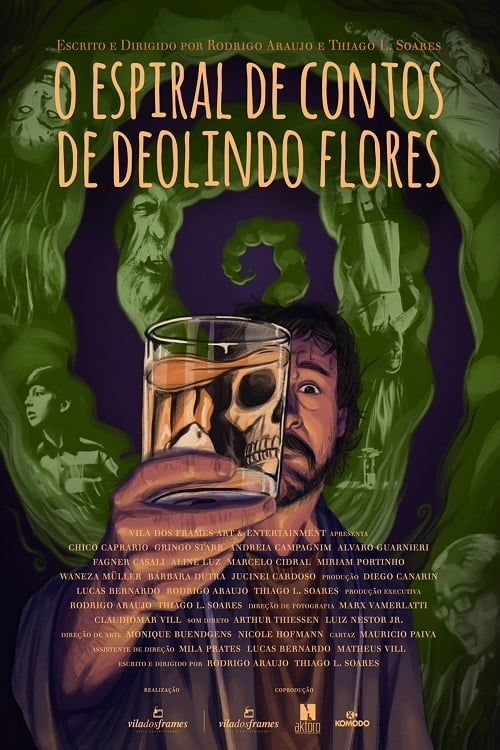 Escrito e Dirigido por Rodrigo Araujo e Thiago L. Soares
O ESPIRAL DE CONTOS
DE DEOLINDO FLORES
VILA DOS FRAMES ART & ENTERTAINMENT APRESENTA
CHICO CAPRARIO GRINGO STARR ANDREIA CAMPAGNIM ALVARO GUARNIERI
FAGNER CASALI ALINE LUZ MARCELO CIDRAL MIRIAM PORTINHO
WANEZA MÜLLER BÁRBARA DUTRA JUCINEI CARDOSO PRODUÇÃO DIEGO CANARIN
LUCAS BERNARDO RODRIGO ARAUJO THIAGO L. SOARES PRODUÇÃO EXECUTIVA
RODRIGO ARAUJO THIAGO L. SOARES DIREÇÃO DE FOTOGRAFIA MARX VAMERLATTI
CLAUDIOMAR VILL SOM DIRETO ARTHUR THIESSEN LUIZ NESTOR JR.
DIREÇÃO DE ARTE MONIQUE BUENDGENS NICOLE HOFMANN CARTAZ MAURICIO PAIVA
ASSISTENTE DE DIREÇÃO MILA PRATES LUCAS BERNARDO MATHEUS VILL
ESCRITO E DIRIGIDO POR RODRIGO ARAUJO THIAGO L. SOARES
REALIZAÇÃO COPRODUÇÃO
viladosframes viladosframes aktoro KOMODO
ART & ENTERTAINMENT ART & ENTERTAINMENT